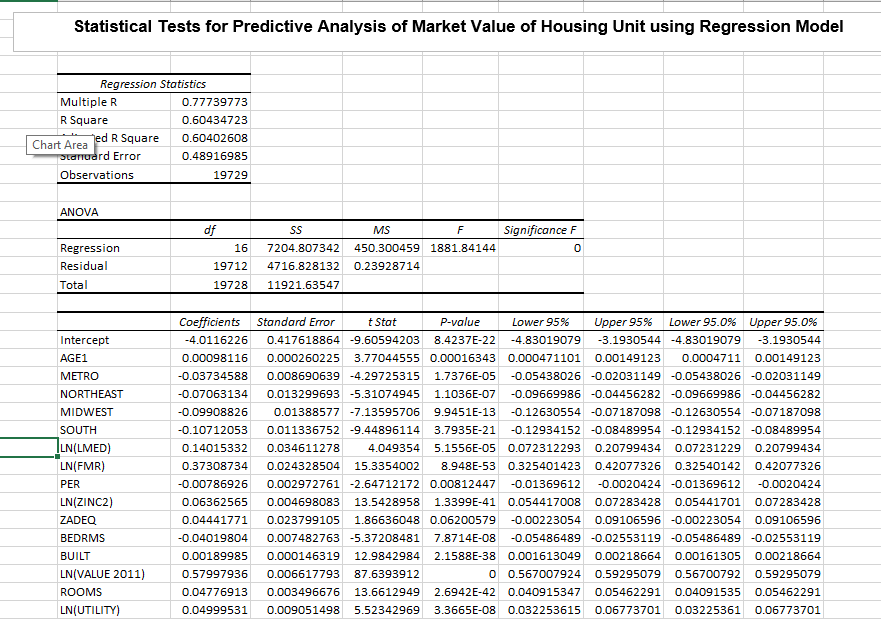 Statistical Tests for Predictive Analysis of Market Value of Housing Unit using Regression Model
Regression Statistics
Multiple R 0.77739773
R Square 0.60434723
ed R Square 0.60402608
Chart Area
Standard Error 0.48916985
Observations 19729
ANOVA
df SS MS F Significance F
Regression 16 7204.807342 450.300459 1881.84144 0
Residual 19712 4716.828132 0.23928714
Total 19728 11921.63547
Coefficients Standard Error t Stat P-value Lower 95% Upper 95% Lower 95.0% Upper 95.0%
Intercept -4.0116226 0.417618864 -9.60594203 8.4237E-22 -4.83019079 -3.1930544 -4.83019079 -3.1930544
AGE1 0.00098116 0.000260225 3.77044555 0.00016343 0.000471101 0.00149123 0.0004711 0.00149123
METRO -0.03734588 0.008690639 -4.29725315 1.7376E-05 -0.05438026 -0.02031149 -0.05438026 -0.02031149
NORTHEAST -0.07063134 0.013299693 -5.31074945 1.1036E-07 -0.09669986 -0.04456282 -0.09669986 -0.04456282
MIDWEST -0.09908826 0.01388577 -7.13595706 9.9451E-13 -0.12630554 -0.07187098 -0.12630554 -0.07187098
SOUTH -0.10712053 0.011336752 -9.44896114 3.7935E-21 -0.12934152 -0.08489954 -0.12934152 -0.08489954
LN(LMED) 0.14015332 0.034611278 4.049354 5.1556E-05 0.072312293 0.20799434 0.07231229 0.20799434
LN(FMR) 0.37308734 0.024328504 15.3354002 8.948E-53 0.325401423 0.42077326 0.32540142 0.42077326
PER -0.00786926 0.002972761 -2.64712172 0.00812447 -0.01369612 -0.0020424 -0.01369612 -0.0020424
LN(ZINC2) 0.06362565 0.004698083 13.5428958 1.3399E-41 0.054417008 0.07283428 0.05441701 0.07283428
ZADEQ 0.04441771 0.023799105 1.86636048 0.06200579 -0.00223054 0.09106596 -0.00223054 0.09106596
BEDRMS -0.04019804 0.007482763 -5.37208481 7.8714E-08 -0.05486489 -0.02553119 -0.05486489 -0.02553119
BUILT 0.00189985 0.000146319 12.9842984 2.1588E-38 0.001613049 0.00218664 0.00161305 0.00218664
LN(VALUE 2011) 0.57997936 0.006617793 87.6393912 0 0.567007924 0.59295079 0.56700792 0.59295079
ROOMS 0.04776913 0.003496676 13.6612949 2.6942E-42 0.040915347 0.05462291 0.04091535 0.05462291
LN(UTILITY) 0.04999531 0.009051498 5.52342969 3.3665E-08 0.032253615 0.06773701 0.03225361 0.06773701